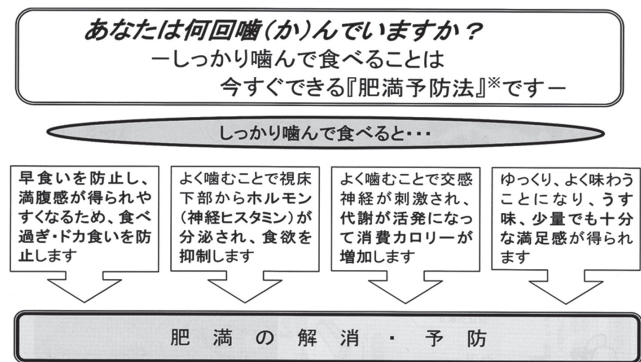 あなたは何回噛(か)んでいますか?
－しっかり噛んで食べることは
今すぐできる『肥満予防法』※です－
しっかり噛んで食べると・・・
早食いを防止し、
満腹感が得られや
すくなるため、食べ
過ぎ・ドカ食いを防
止します
よく噛むことで視床
下部からホルモン
(神経ヒスタミン)が
分泌され、食欲を
抑制します
よく噛むことで交感
神経が刺激され、
代謝が活発になっ
て消費カロリーが
増加します
ゆっくり、よく味わう
ことになり、うす
味、少量でも十分
な満足感が得られ
ます
肥満の解消・予防